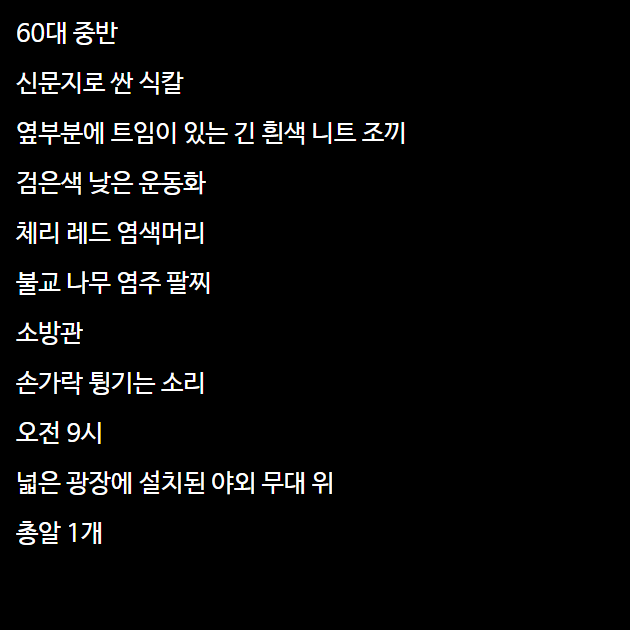 60대 중반
신문지로 싼 식칼
옆부분에 트임이 있는 긴 흰색 니트 조끼
검은색 낮은 운동화
체리 레드 염색머리
불교 나무 염주 팔찌
소방관
손가락 튕기는 소리
오전 9시
넓은 광장에 설치된 야외 무대 위
총알 1개